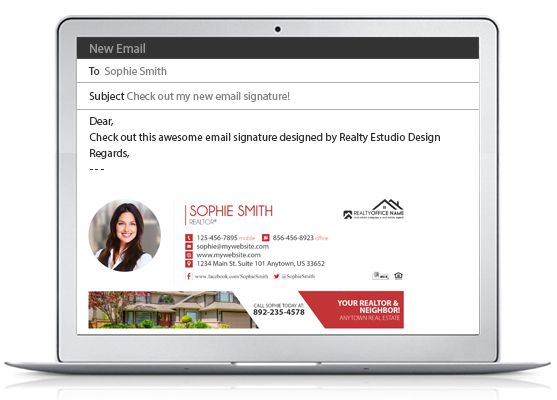 New Email
To Sophie Smith
Subject Check out my new email signature!
Dear,
Check out this awesome email signature designed by Realty Estudio Design
Regards,
---
SOPHIE SMITH
REALTOR®
REALTYOFFICE NAME
125-456-7895 mobile 856-456-8923 office
sophie@mywebsite.com
www.mywebsite.com
1234 Main St. Suite 101 Anytown, US 33652
www.facebook.com/SophieSmith @SophieSmith
CALL SOPHIE TODAY AT:
892-235-4578
YOUR REALTOR &
NEIGHBOR!
ANYTOWN REAL ESTATE